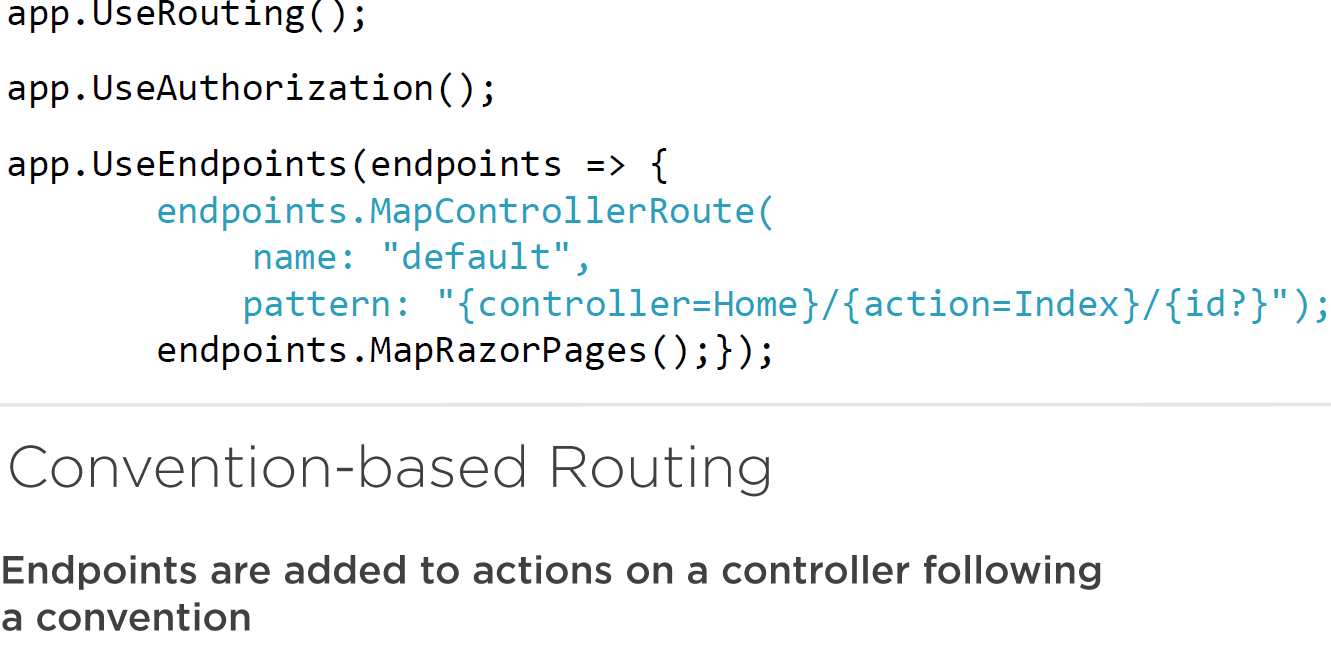 app.UseRouting();
app.UseAuthorization();
app.UseEndpoints(endpoints => {
endpoints.MapControllerRoute(
name: "default",
pattern: "{controller=Home}/{action=Index}/{id?}");
endpoints.MapRazorPages();});
Convention-based Routing
Endpoints are added to actions on a controller following
a convention